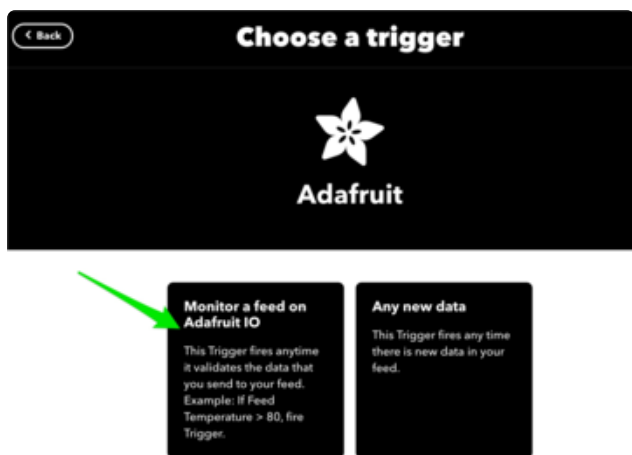 < Back
Choose a trigger
Adafruit
Monitor a feed on
Adafruit IO
This Trigger fires anytime
it validates the data that
you send to your feed.
Example: If Feed
Temperature > 80, fire
Trigger.
Any new data
This Trigger fires any time
there is new data in your
feed.